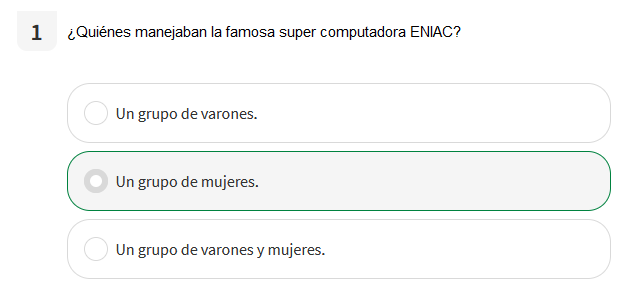 1 ¿Quiénes manejaban la famosa super computadora ENIAC?
Un grupo de varones.
Un grupo de mujeres.
Un grupo de varones y mujeres.